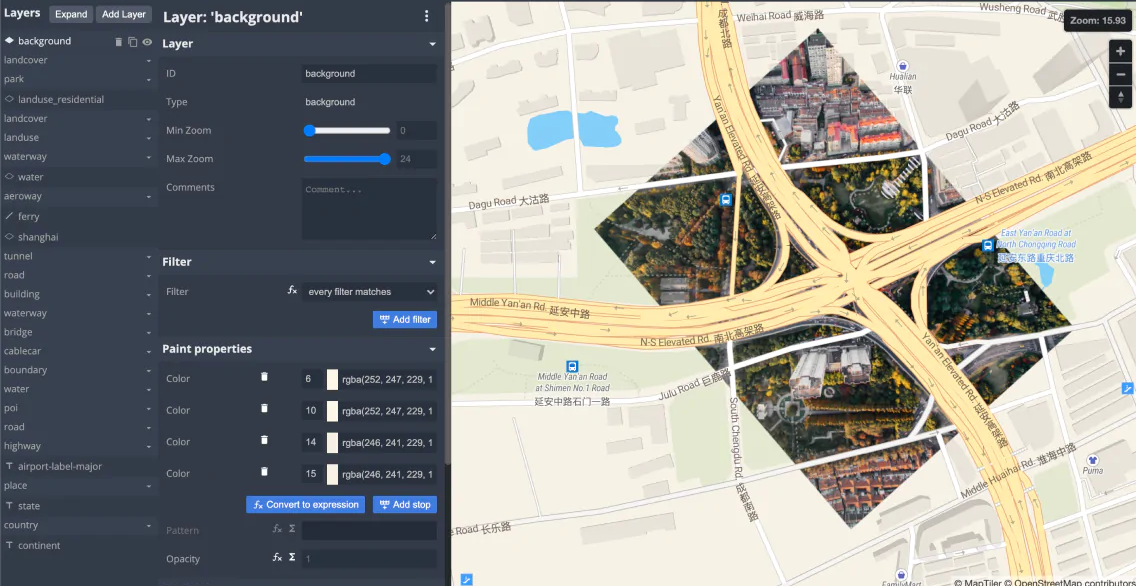 Layers
Expand
Add Layer
background
landcover
park
landuse_residential
landcover
landuse
waterway
water
aeroway
ferry
shanghai
tunnel
road
building
waterway
bridge
cablecar
boundary
water
poi
road
highway
airport-label-major
place
state
country
continent
Layer: 'background'
Layer
ID
background
Type
background
Min Zoom
0
Max Zoom
24
Comments
Comment...
Filter
Filter
every filter matches
Add filter
Paint properties
Color
6
rgba(252, 247, 229, 1
Color
10
rgba(252, 247, 229, 1
Color
14
rgba(246, 241, 229, 1
Color
15
rgba(246, 241, 229, 1
Convert to expression
Add stop
Pattern
Opacity
1
成都北路
Weihai Road 威海路
Wusheng Road
Zoom: 15.93
Hualian
华联
Dagu Road 大沽路
Yan'an Elevated Rd. 延安高架路
N-S Elevated Rd. 南北高架路
Dagu Road 大沽路
East Yan'an Road at
North Chongqing Road
延安东路重庆北路
Middle Yan'an Rd. 延安中路
N-S Elevated Rd. 南北高架路
Yan'an Elevated Rd. 延安高架路
Middle Yan'an Road
at Shimen No.1 Road
延安中路石门一路
Julu Road 巨鹿路
South Chengdu Rd. 成都南路
Middle Huaihai Rd. 淮海中路
Puma
e Road 长乐路
FamilyMart
© MapTiler © OpenStreetMap contributors